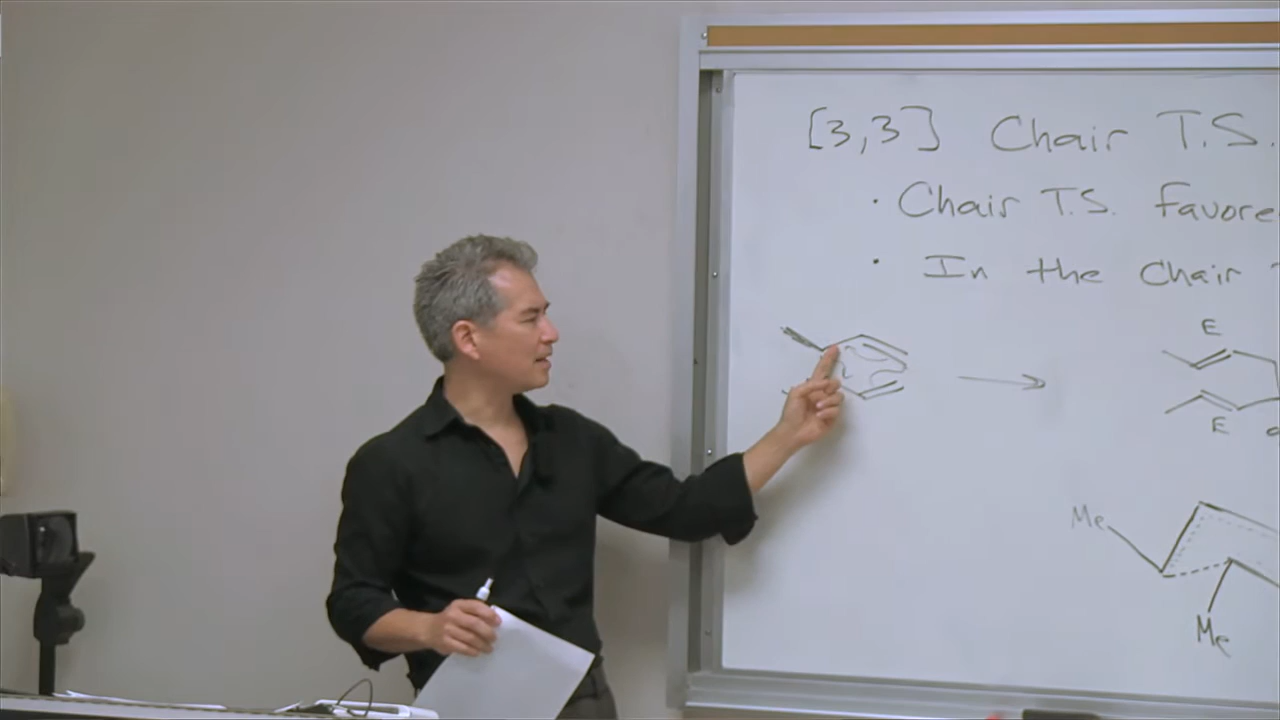 [3,3] Chair T.S.
· Chair T.S. favore
· In the Chair
E
E
Me
Me